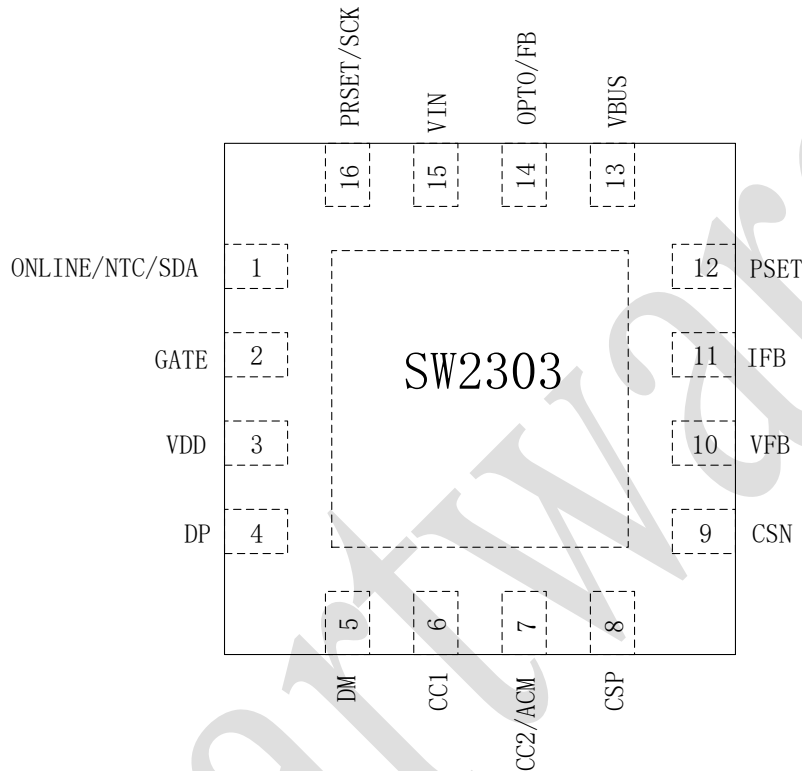 PRSET/SCK
VIN
OPTO/FB
VBUS
16
15
14
13
ONLINE/NTC/SDA
1
12
PSET
GATE
2
SW2303
11
IFB
VDD
3
10
VFB
DP
4
9
CSN
5
6
7
8
DM
CC1
CC2/ACM
CSP